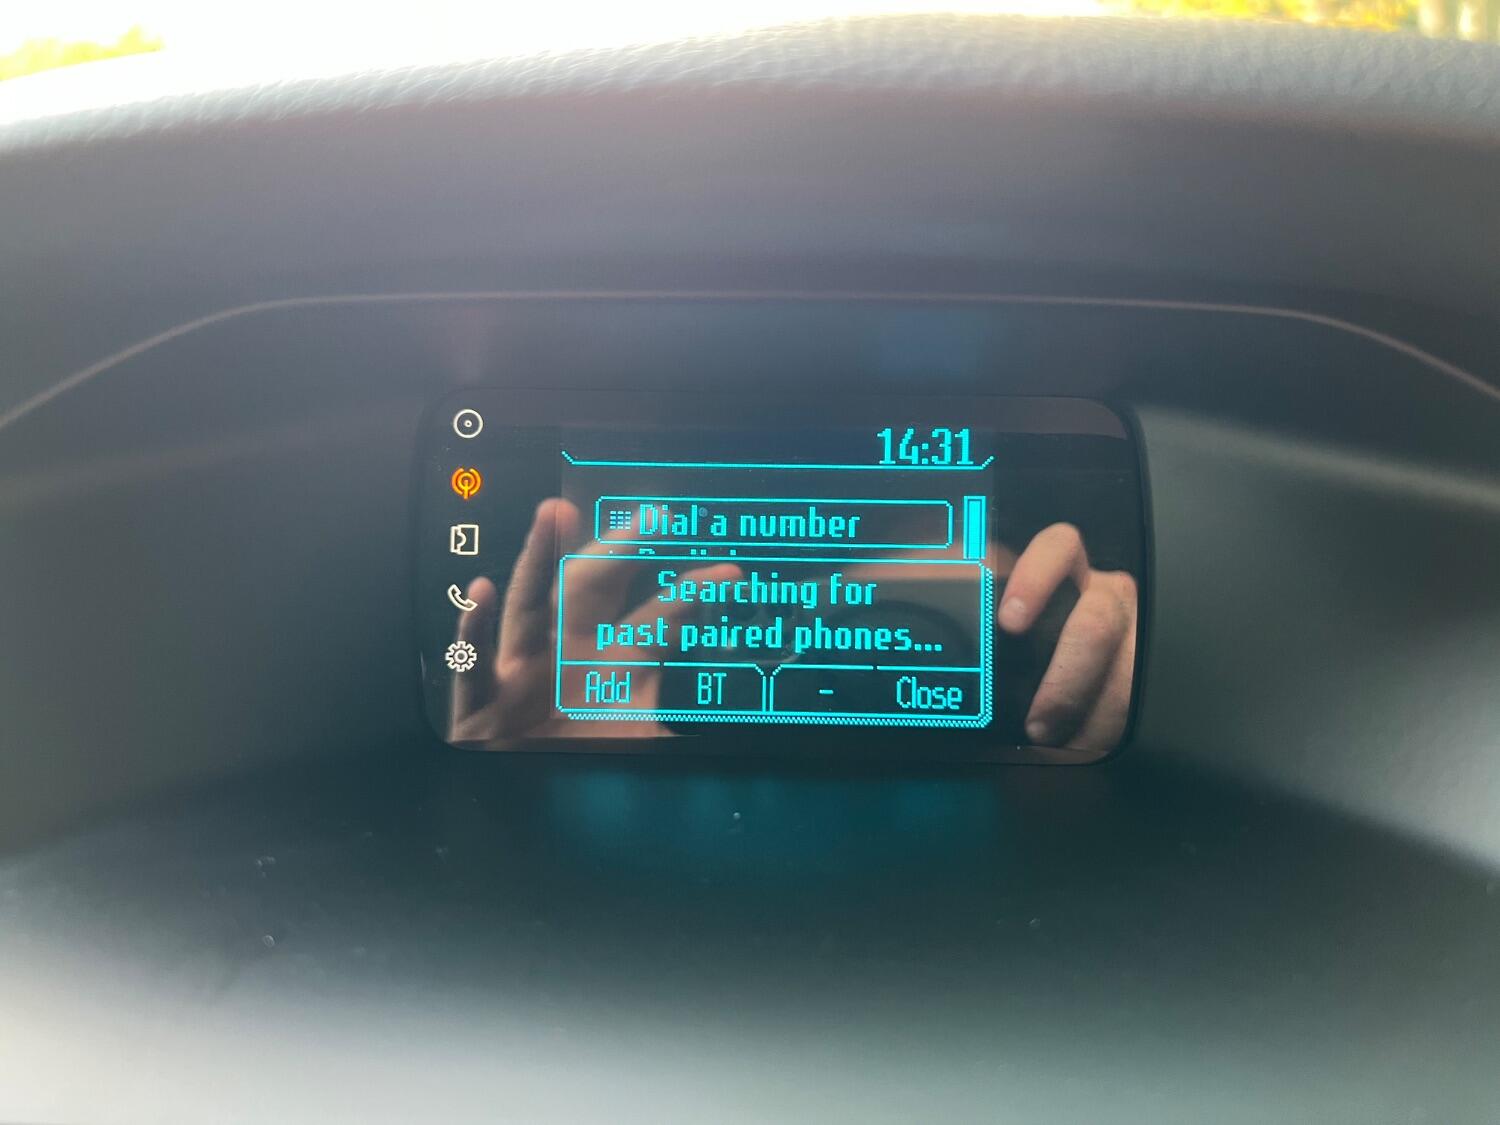 14:31
Dial a number
Searching for
past paired phones...
Add BT - Close